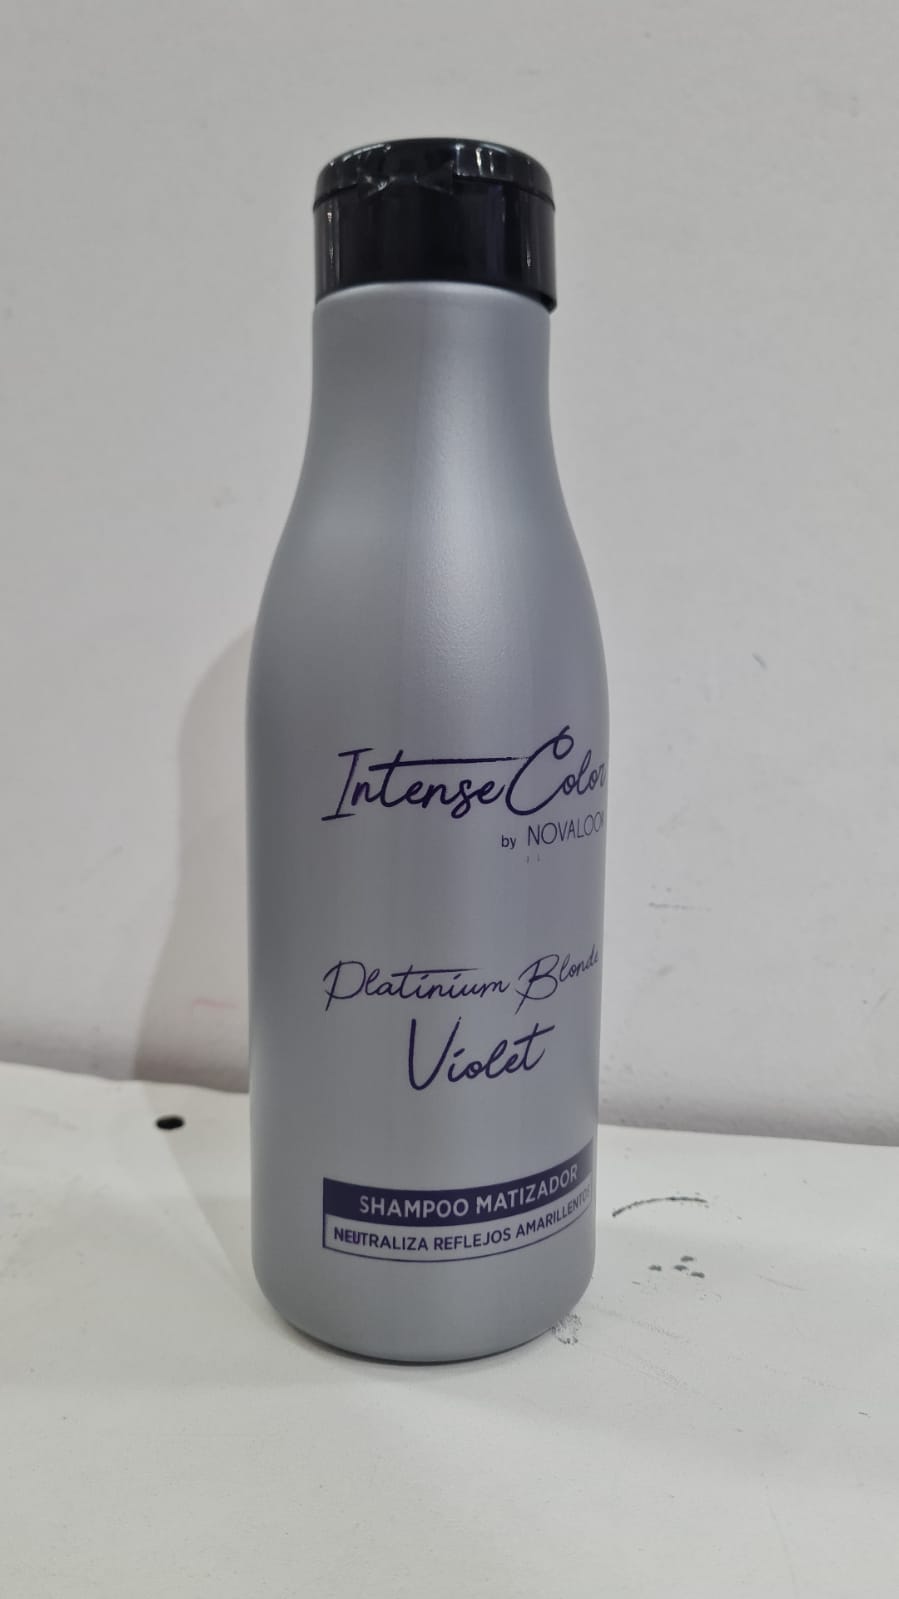 Intense Color
by NOVALOOK
Platinium Blonde
Violet
SHAMPOO MATIZADOR
NEUTRALIZA REFLEJOS AMARILLENTOS